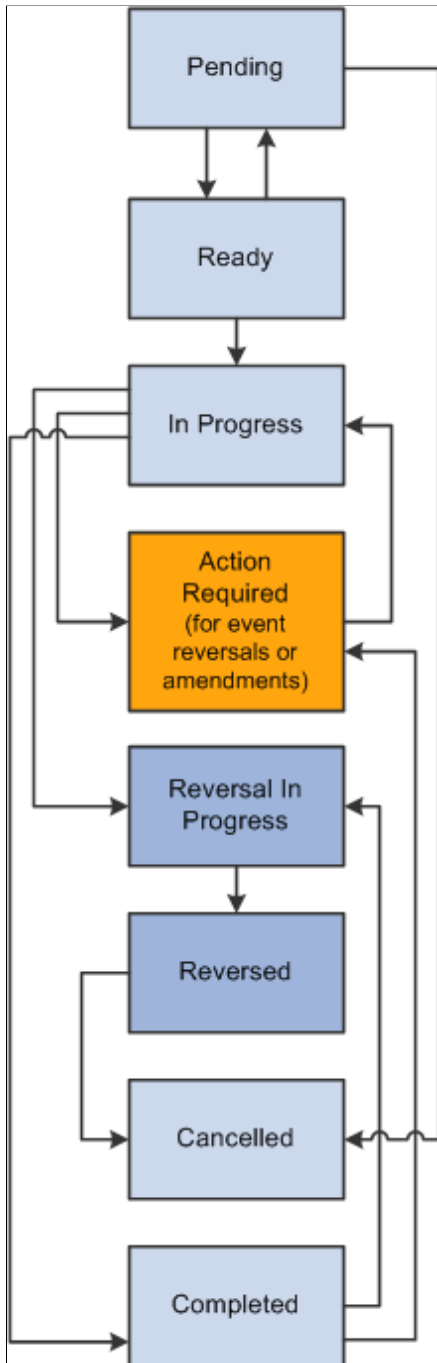 Pending
Ready
In Progress
Action
Required
(for event
reversals or
amendments)
Reversal In
Progress
Reversed
Cancelled
Completed